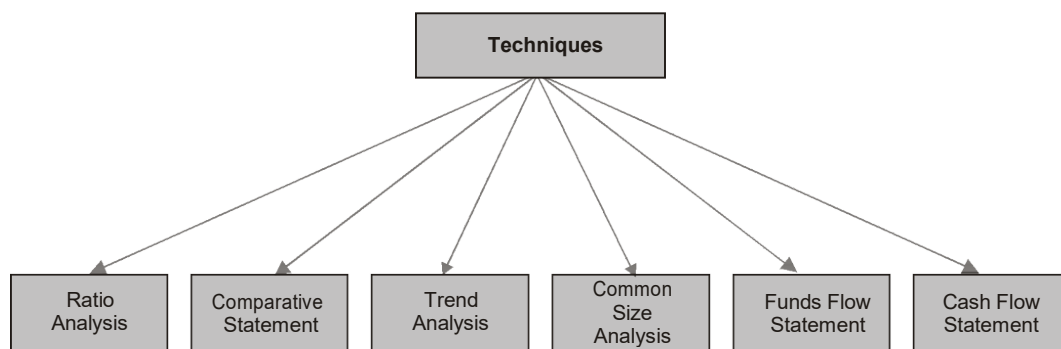 Techniques
Ratio
Analysis
Comparative
Statement
Trend
Analysis
Common
Size
Analysis
Funds Flow
Statement
Cash Flow
Statement